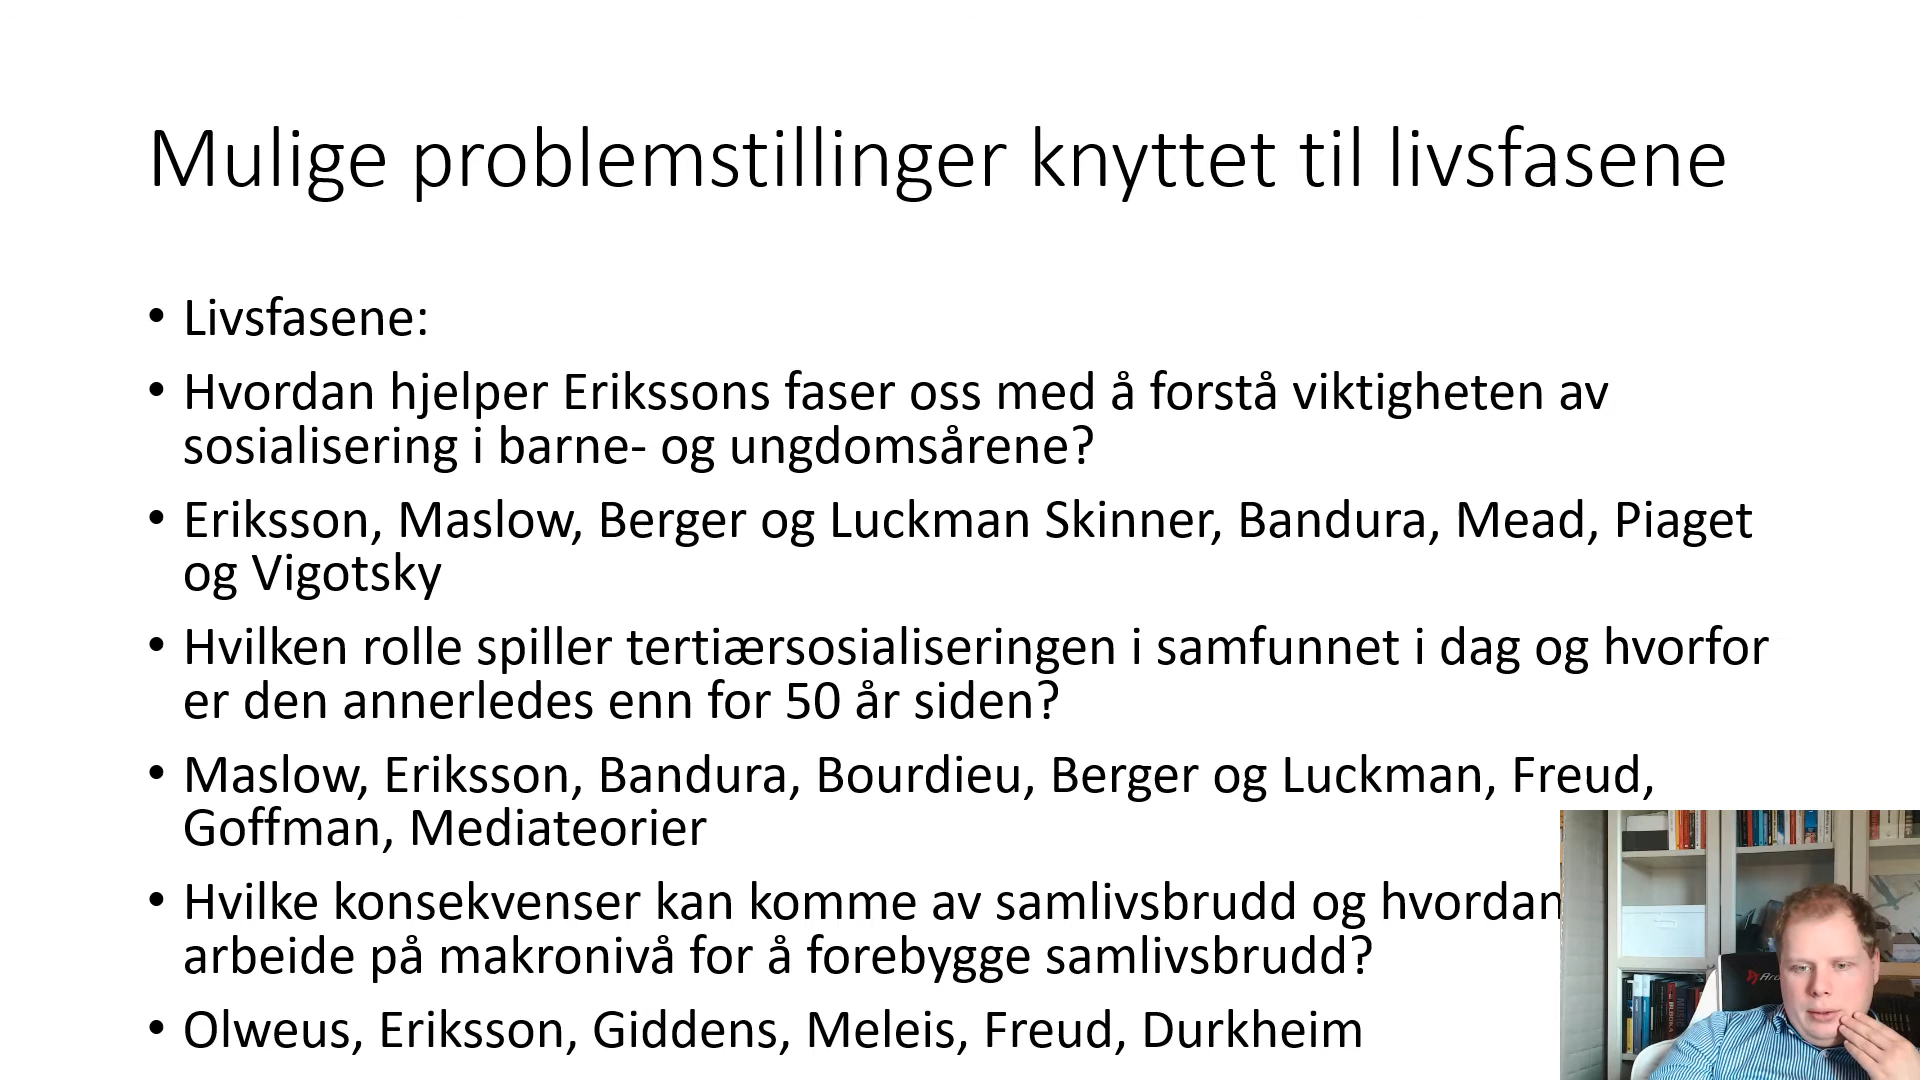 Mulige problemstillinger knyttet til livsfasene
• Livsfasene:
• Hvordan hjelper Erikssons faser oss med å forstå viktigheten av
sosialisering i barne- og ungdomsårene?
• Eriksson, Maslow, Berger og Luckman Skinner, Bandura, Mead, Piaget
og Vigotsky
• Hvilken rolle spiller tertiærsosialiseringen i samfunnet i dag og hvorfor
er den annerledes enn for 50 år siden?
• Maslow, Eriksson, Bandura, Bourdieu, Berger og Luckman, Freud,
Goffman, Mediateorier
• Hvilke konsekvenser kan komme av samlivsbrudd og hvordan
arbeide på makronivå for å forebygge samlivsbrudd?
• Olweus, Eriksson, Giddens, Meleis, Freud, Durkheim